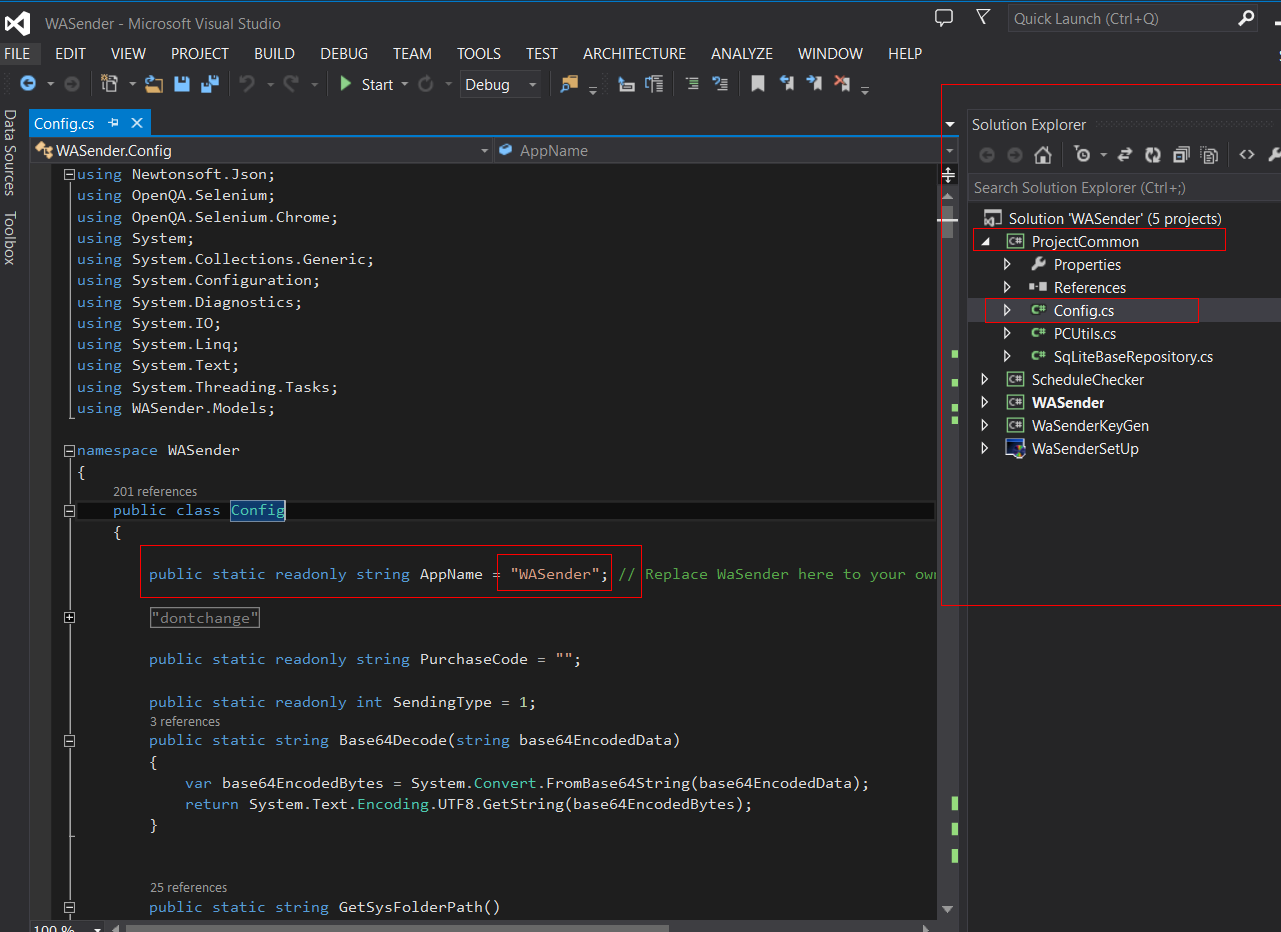 WASender - Microsoft Visual Studio
Quick Launch (Ctrl+Q)
FILE EDIT VIEW PROJECT BUILD DEBUG TEAM TOOLS TEST ARCHITECTURE ANALYZE WINDOW HELP
Start Debug
Data Sources
Toolbox
Config.cs
WASender.Config AppName
using Newtonsoft.Json;
using OpenQA.Selenium;
using OpenQA.Selenium.Chrome;
using System;
using System.Collections.Generic;
using System.Configuration;
using System.Diagnostics;
using System.IO;
using System.Linq;
using System.Text;
using System.Threading.Tasks;
using WASender.Models;
namespace WASender
{
201 references
public class Config
{
public static readonly string AppName = "WASender"; // Replace WaSender here to your own
"dontchange"
public static readonly string PurchaseCode = "";
public static readonly int SendingType = 1;
3 references
public static string Base64Decode(string base64EncodedData)
{
var base64EncodedBytes = System.Convert.FromBase64String(base64EncodedData);
return System.Text.Encoding.UTF8.GetString(base64EncodedBytes);
}
25 references
public static string GetSysFolderPath()
100 %
Solution Explorer
Search Solution Explorer (Ctrl+;)
Solution 'WASender' (5 projects)
C# ProjectCommon
Properties
References
C# Config.cs
C# PCUtils.cs
C# SqLiteBaseRepository.cs
C# ScheduleChecker
C# WASender
C# WaSenderKeyGen
WaSenderSetUp